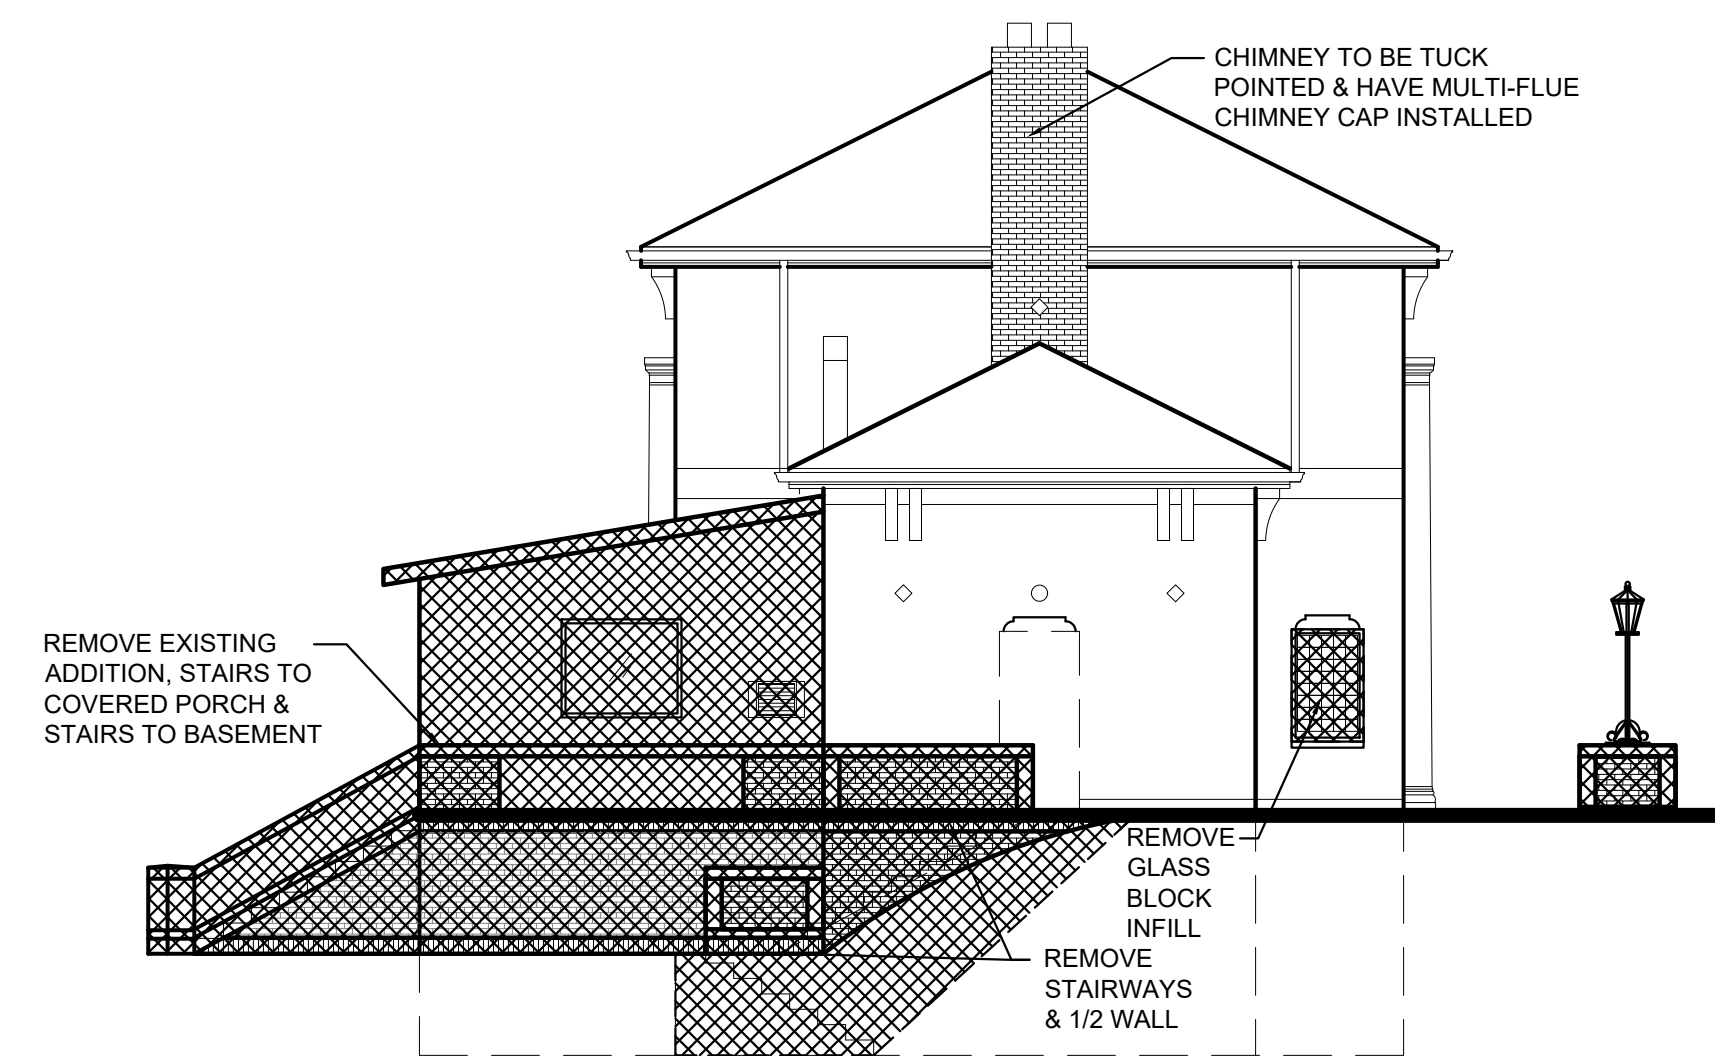 CHIMNEY TO BE TUCK
POINTED & HAVE MULTI-FLUE
CHIMNEY CAP INSTALLED
REMOVE EXISTING
ADDITION, STAIRS TO
COVERED PORCH &
STAIRS TO BASEMENT
REMOVE
GLASS
BLOCK
INFILL
REMOVE
STAIRWAYS
& 1/2 WALL